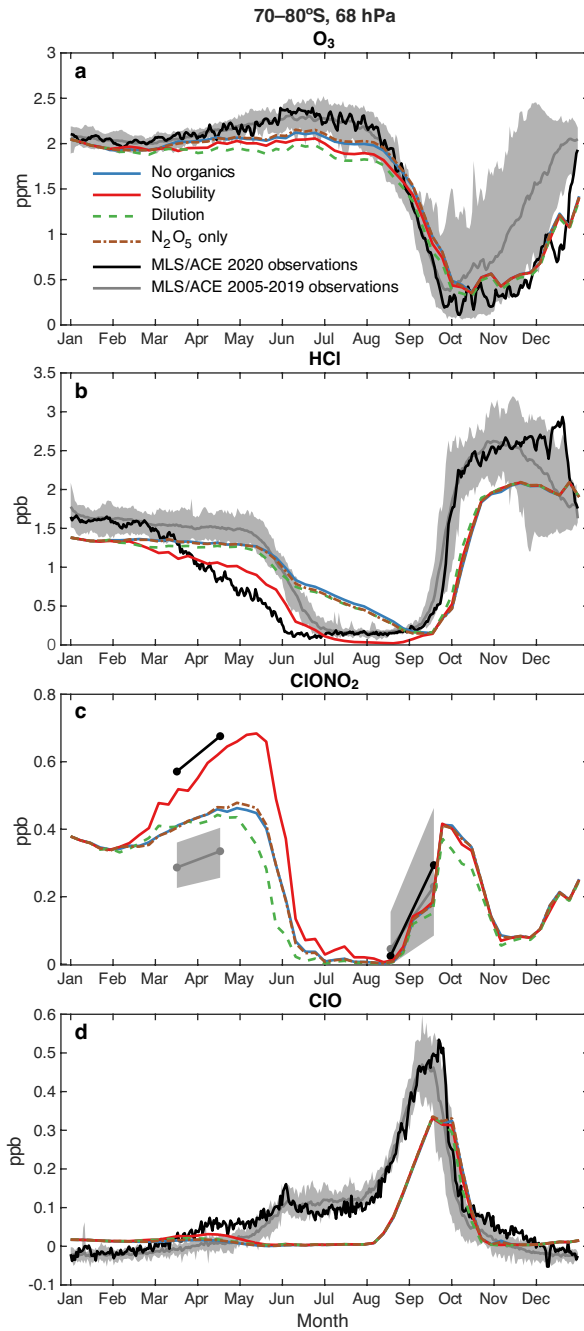 70–80°S, 68 hPa
O₃
a
3
2.5
2
1.5
1
0.5
0
ppm
No organics
Solubility
Dilution
N₂O₅ only
MLS/ACE 2020 observations
MLS/ACE 2005-2019 observations
Jan Feb Mar Apr May Jun Jul Aug Sep Oct Nov Dec
HCl
b
3.5
3
2.5
2
1.5
1
0.5
0
ppb
Jan Feb Mar Apr May Jun Jul Aug Sep Oct Nov Dec
ClONO₂
c
0.8
0.6
0.4
0.2
0
ppb
Jan Feb Mar Apr May Jun Jul Aug Sep Oct Nov Dec
ClO
d
0.6
0.5
0.4
0.3
0.2
0.1
0
-0.1
ppb
Jan Feb Mar Apr May Jun Jul Aug Sep Oct Nov Dec
Month